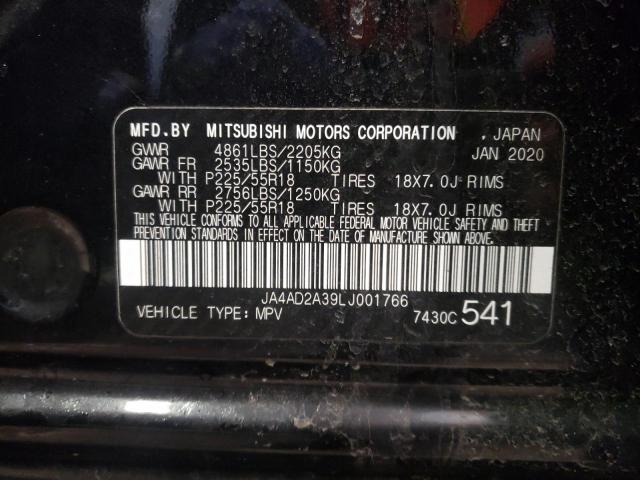 MFD.BY MITSUBISHI MOTORS CORPORATION . JAPAN
GVWR 4861LBS/2205KG JAN 2020
GAWR FR 2535LBS/1150KG
WITH P225/55R18 TIRES 18X7.0J RIMS
GAWR RR 2756LBS/1250KG
WITH P225/55R18 TIRES 18X7.0J RIMS
THIS VEHICLE CONFORMS TO ALL APPLICABLE FEDERAL MOTOR VEHICLE SAFETY AND THEFT
PREVENTION STANDARDS IN EFFECT ON THE DATE OF MANUFACTURE SHOWN ABOVE.
JA4AD2A39LJ001766
VEHICLE TYPE: MPV 7430C 541